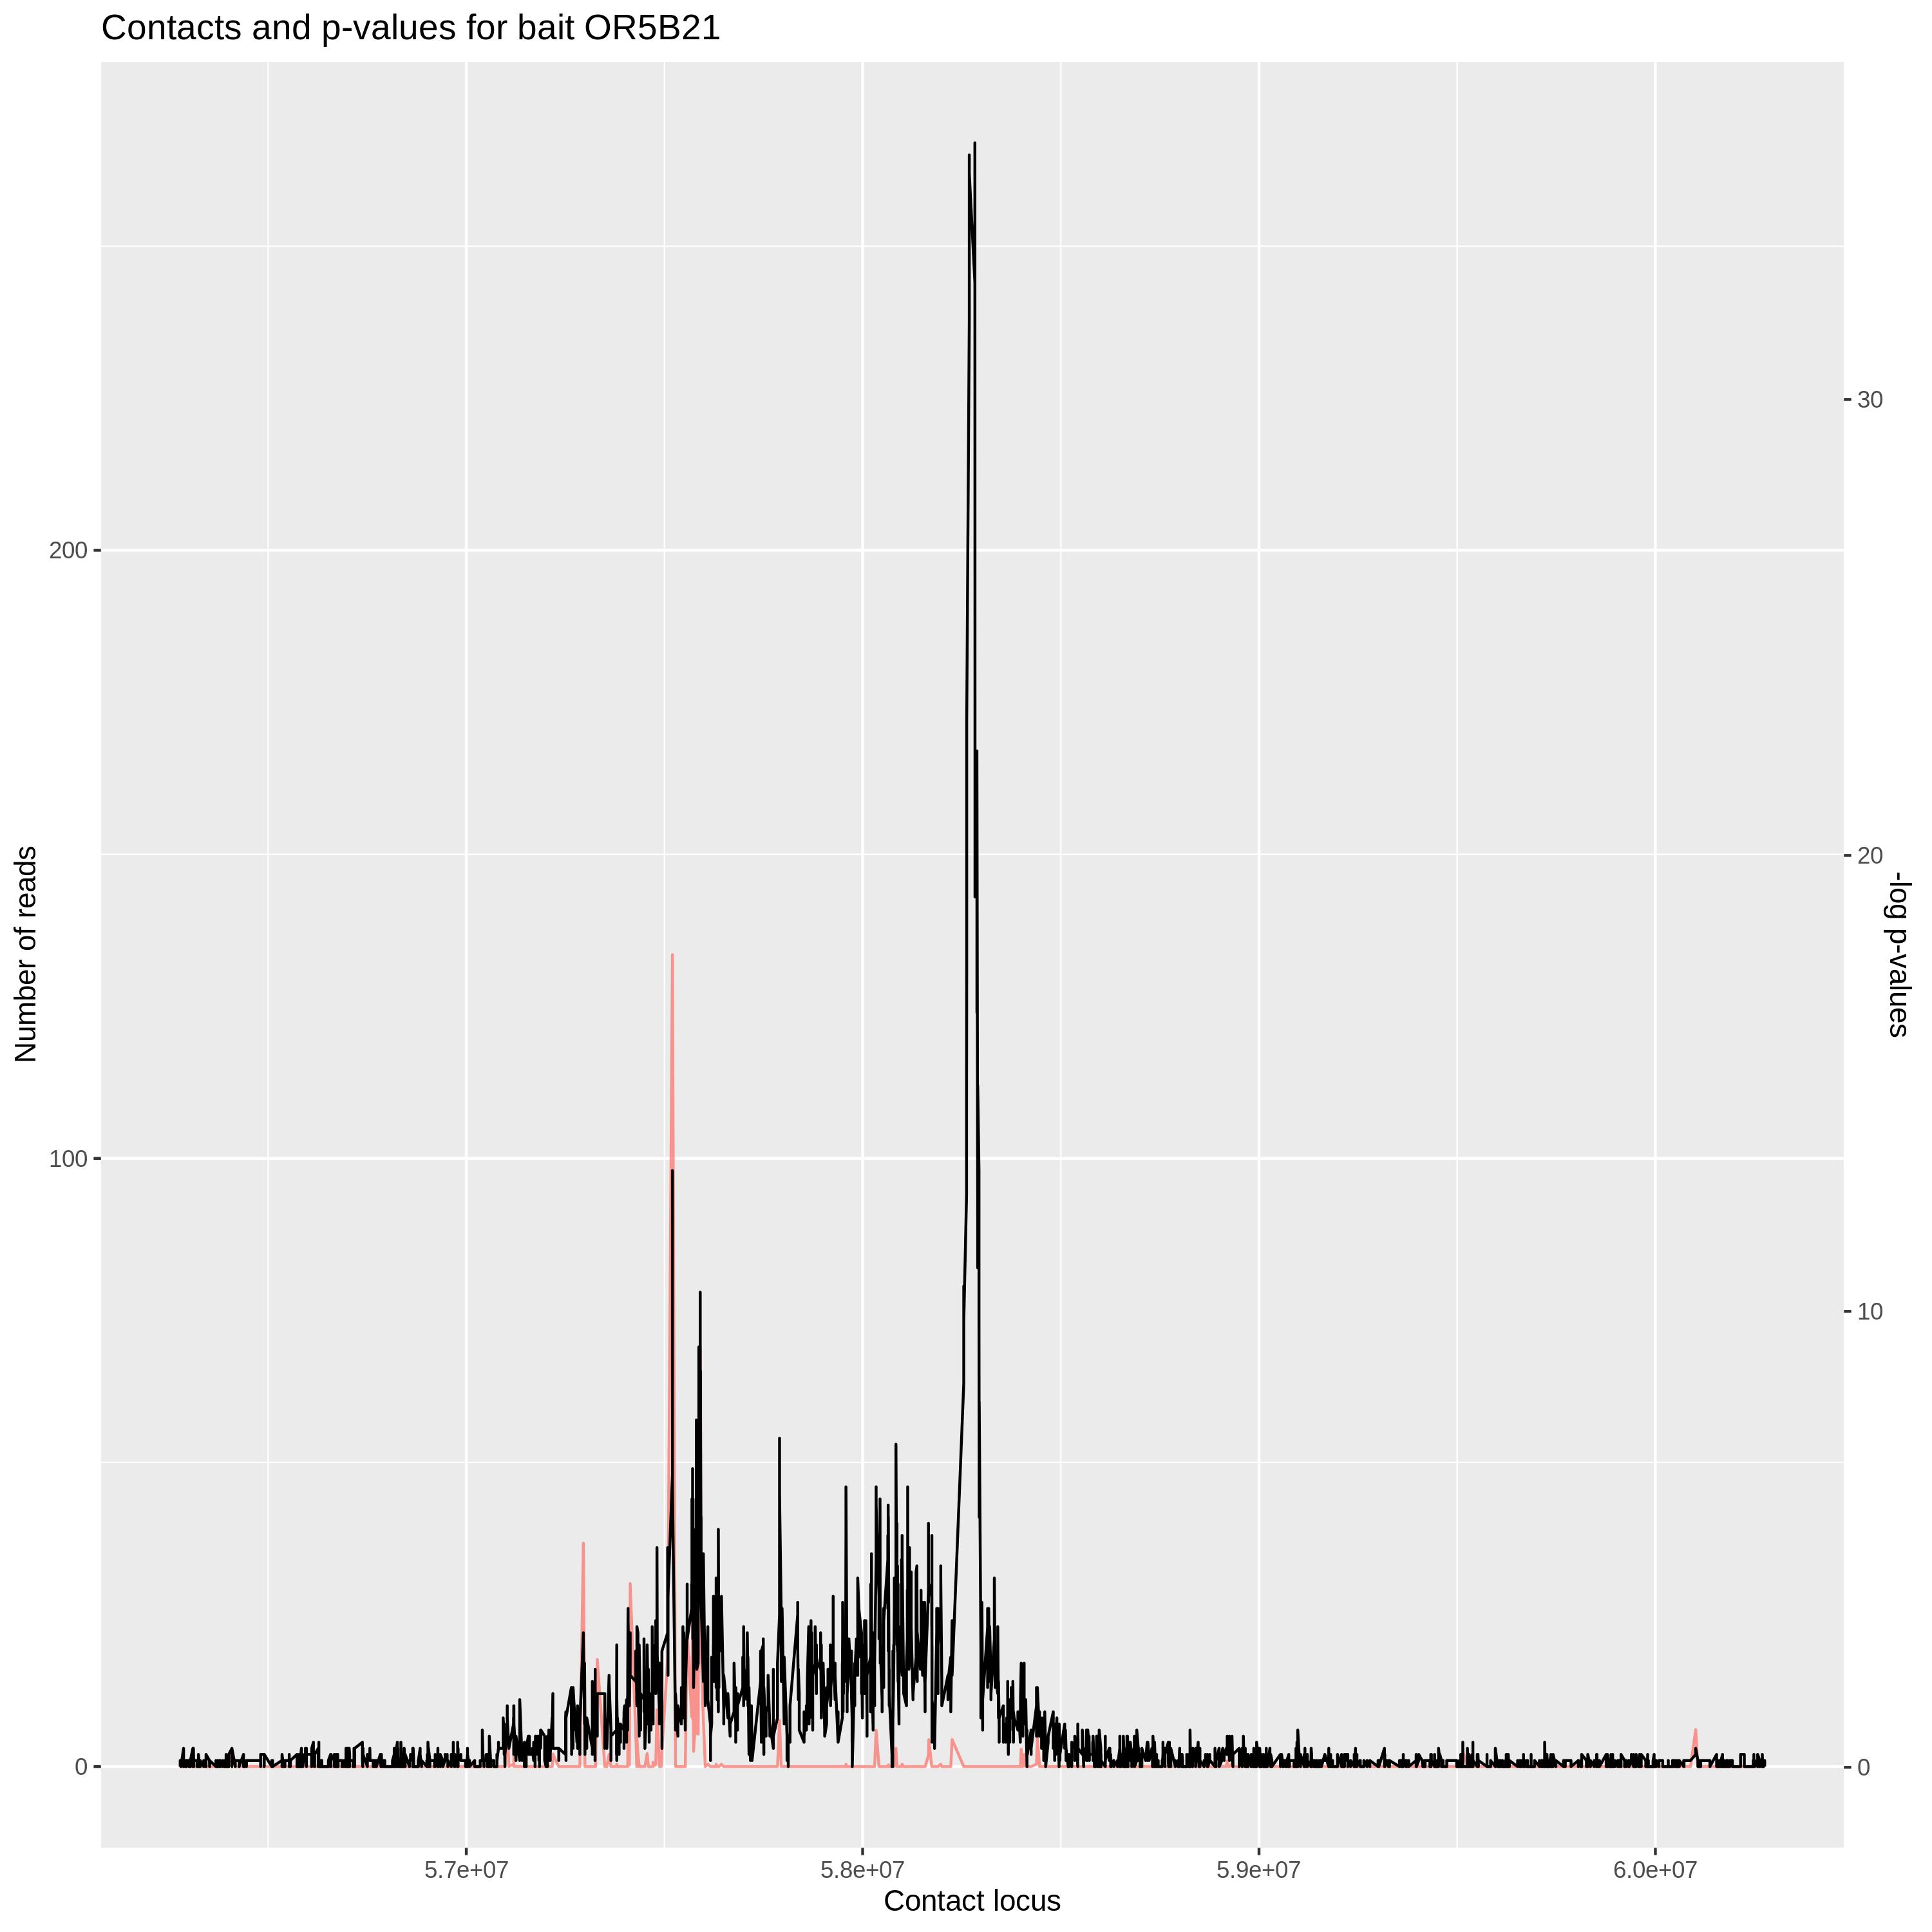 Contacts and p-values for bait OR5B21
Number of reads
200
100
0
30
20
10
0
-log p-values
5.7e+07
5.8e+07
5.9e+07
6.0e+07
Contact locus